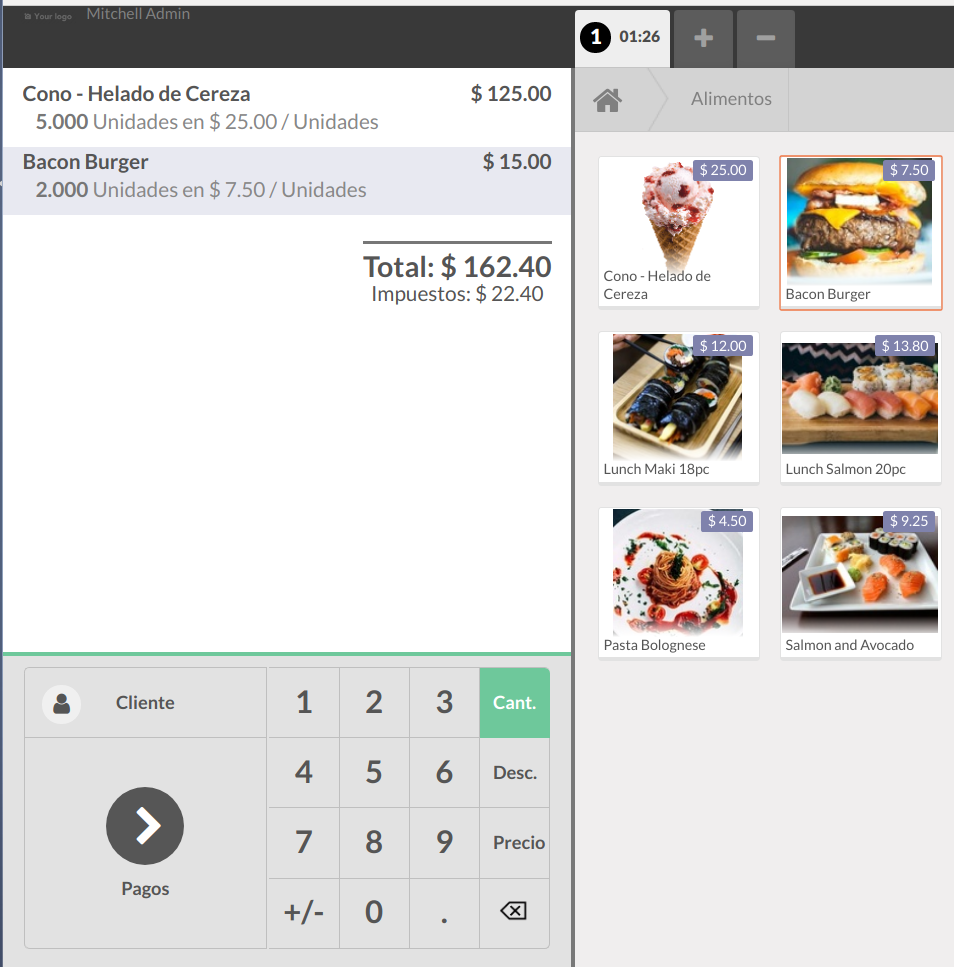 Your logo
Mitchell Admin
1 01:26
Cono - Helado de Cereza $ 125.00
5.000 Unidades en $ 25.00 / Unidades
Bacon Burger $ 15.00
2.000 Unidades en $ 7.50 / Unidades
Total: $ 162.40
Impuestos: $ 22.40
Cliente
Pagos
1 2 3 Cant.
4 5 6 Desc.
7 8 9 Precio
+/- 0 .
Alimentos
$ 25.00
Cono - Helado de
Cereza
$ 7.50
Bacon Burger
$ 12.00
Lunch Maki 18pc
$ 13.80
Lunch Salmon 20pc
$ 4.50
Pasta Bolognese
$ 9.25
Salmon and Avocado